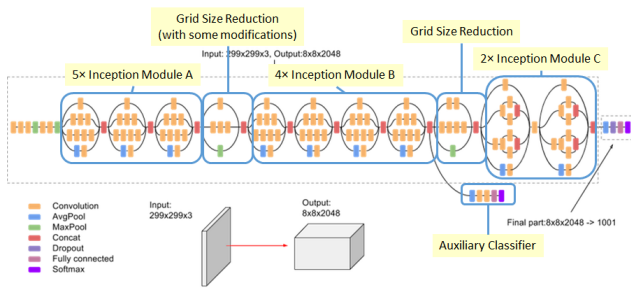 Grid Size Reduction
(with some modifications)
Grid Size Reduction
Input: 299x299x3, Output:8x8x2048
5× Inception Module A
4× Inception Module B
2× Inception Module C
Convolution
AvgPool
MaxPool
Concat
Dropout
Fully connected
Softmax
Input:
299x299x3
Output:
8x8x2048
Final part:8x8x2048 -> 1001
Auxiliary Classifier